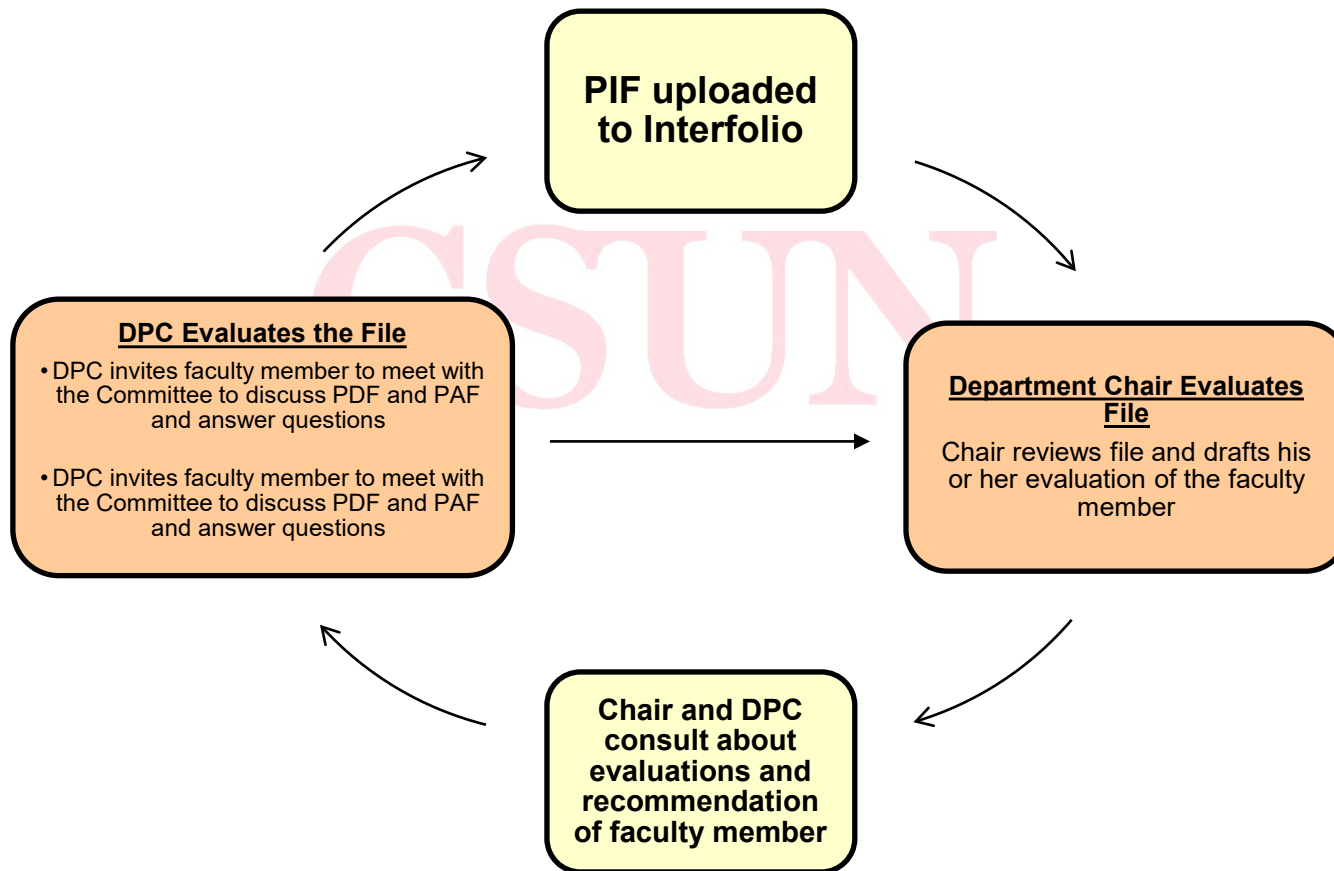 PIF uploaded
to Interfolio
CSUN
DPC Evaluates the File
• DPC invites faculty member to meet with
the Committee to discuss PDF and PAF
and answer questions
• DPC invites faculty member to meet with
the Committee to discuss PDF and PAF
and answer questions
Department Chair Evaluates
File
Chair reviews file and drafts his
or her evaluation of the faculty
member
Chair and DPC
consult about
evaluations and
recommendation
of faculty member